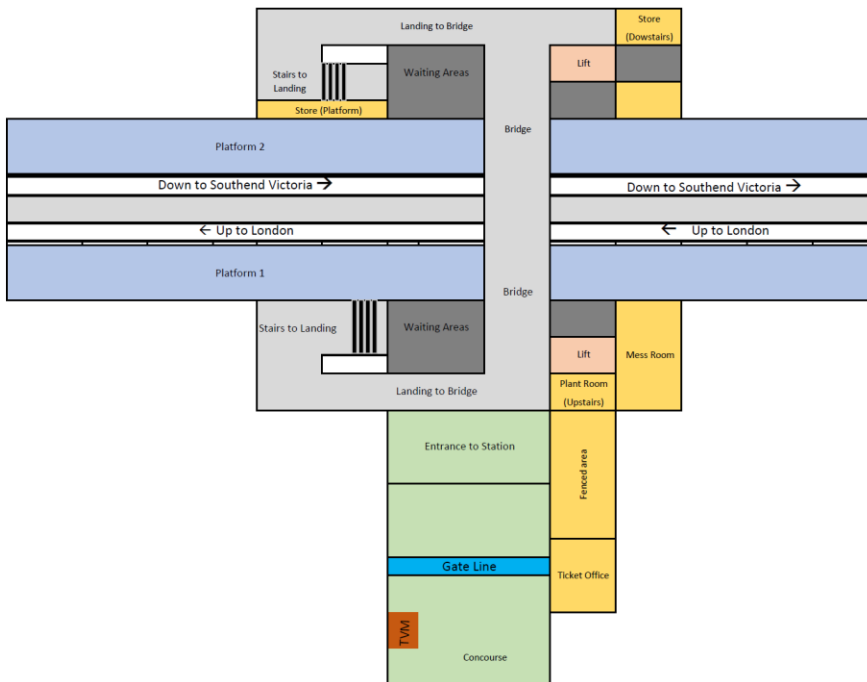 Landing to Bridge
Store
(Dowstairs)
Lift
Waiting Areas
Stairs to
Landing
Store (Platform)
Bridge
Platform 2
Down to Southend Victoria →
Down to Southend Victoria →
← Up to London
← Up to London
Platform 1
Bridge
Stairs to Landing
Waiting Areas
Lift
Mess Room
Landing to Bridge
Plant Room
(Upstairs)
Entrance to Station
Fenced area
Gate Line
Ticket Office
TVM
Concourse